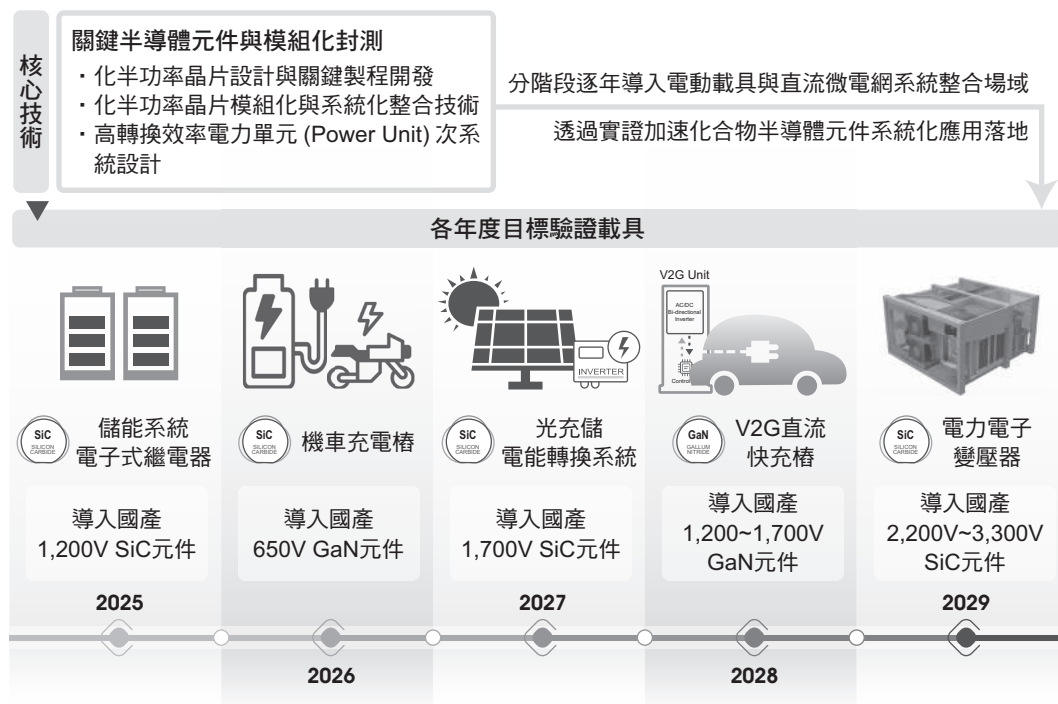 核心技術
關鍵半導體元件與模組化封測
・化半功率晶片設計與關鍵製程開發
・化半功率晶片模組化與系統化整合技術
・高轉換效率電力單元 (Power Unit) 次系
統設計
分階段逐年導入電動載具與直流微電網系統整合場域
透過實證加速化合物半導體元件系統化應用落地
各年度目標驗證載具
INVERTER
V2G Unit
AC/DC
Bi-directional
Inverter
Control
SiC
SILICON
CARBIDE
儲能系統
電子式繼電器
SiC
SILICON
CARBIDE
機車充電樁
SiC
SILICON
CARBIDE
光充儲
電能轉換系統
GaN
GALLUM
NITRIDE
V2G直流
快充樁
SiC
SILICON
CARBIDE
電力電子
變壓器
導入國產
1,200V SiC元件
導入國產
650V GaN元件
導入國產
1,700V SiC元件
導入國產
1,200~1,700V
GaN元件
導入國產
2,200V~3,300V
SiC元件
2025
2026
2027
2028
2029